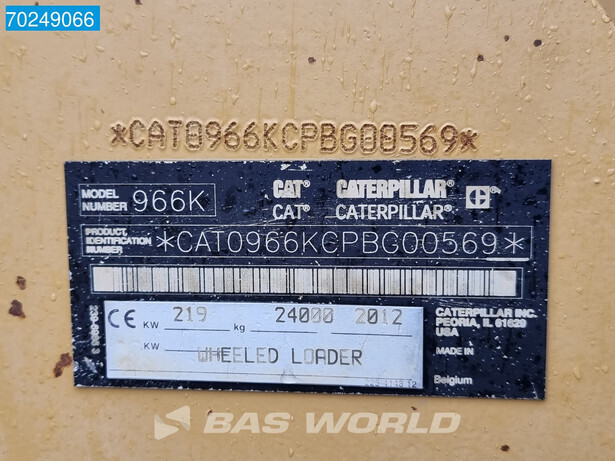 70249066
*CAT0966KCPBG00569*
MODEL NUMBER 966K
CAT® CATERPILLAR®
CAT® CATERPILLAR®
PRODUCT IDENTIFICATION NUMBER *CAT0966KCPBG00569*
CE KW 219 kg 24000 2012
KW
WHEELED LOADER
CATERPILLAR INC.
PEORIA, IL 61629
USA
MADE IN
Belgium
BAS WORLD